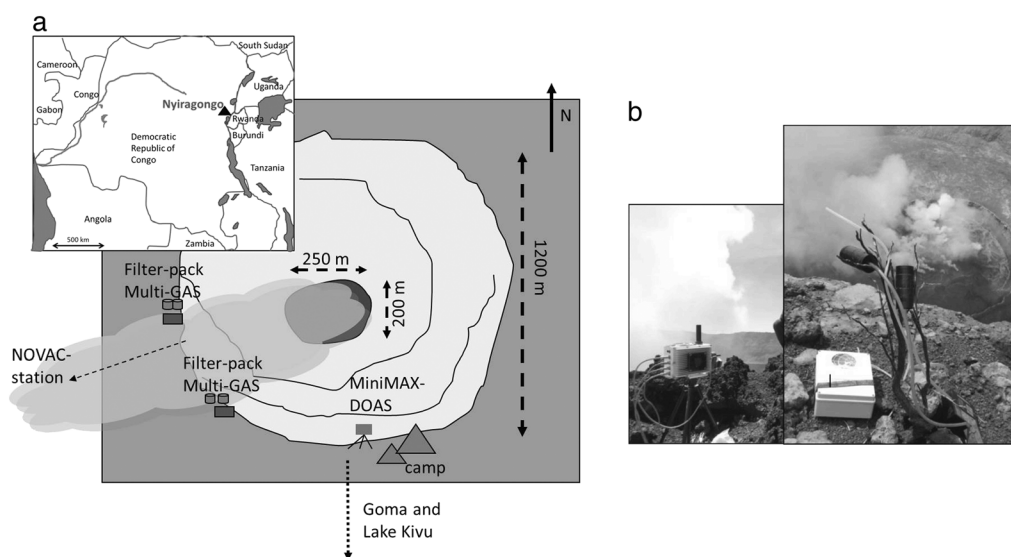 a
South Sudan
Cameroon
Uganda
Congo
Nyiragongo
Gabon
Rwanda
Burundi
Democratic
Republic of
Congo
Tanzania
Angola
500 km
Zambia
N
1200 m
250 m
200 m
Filter-pack
Multi-GAS
NOVAC-
station
Filter-pack
Multi-GAS
MiniMAX-
DOAS
camp
Goma and
Lake Kivu
b